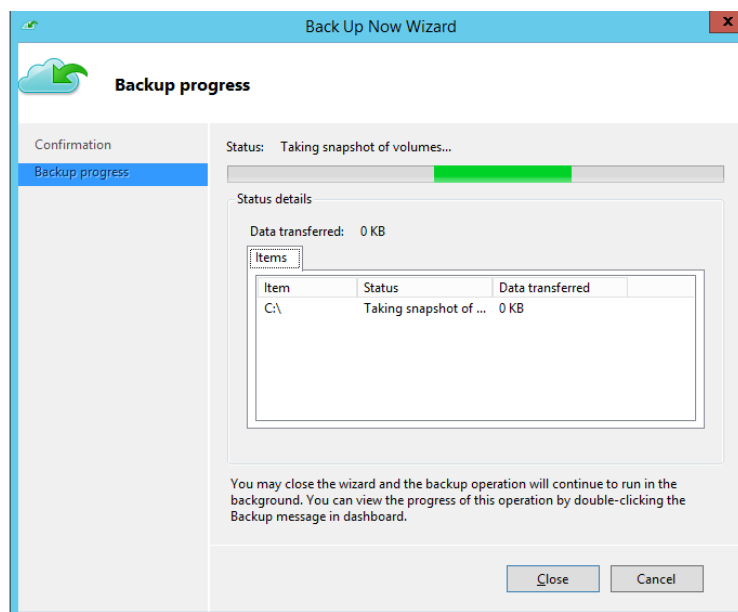 Back Up Now Wizard
x
Backup progress
Confirmation
Backup progress
Status: Taking snapshot of volumes...
Status details
Data transferred: 0 KB
Items
Item Status Data transferred
C:\ Taking snapshot of ... 0 KB
You may close the wizard and the backup operation will continue to run in the
background. You can view the progress of this operation by double-clicking the
Backup message in dashboard.
Close Cancel